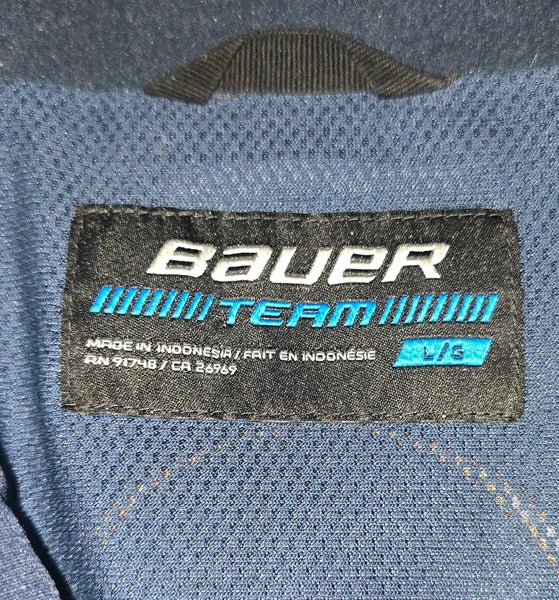 BAUER
TEAM
MADE IN INDONESIA / FAIT EN INDONÉSIE
RN 91748 / CA 26969
L/G